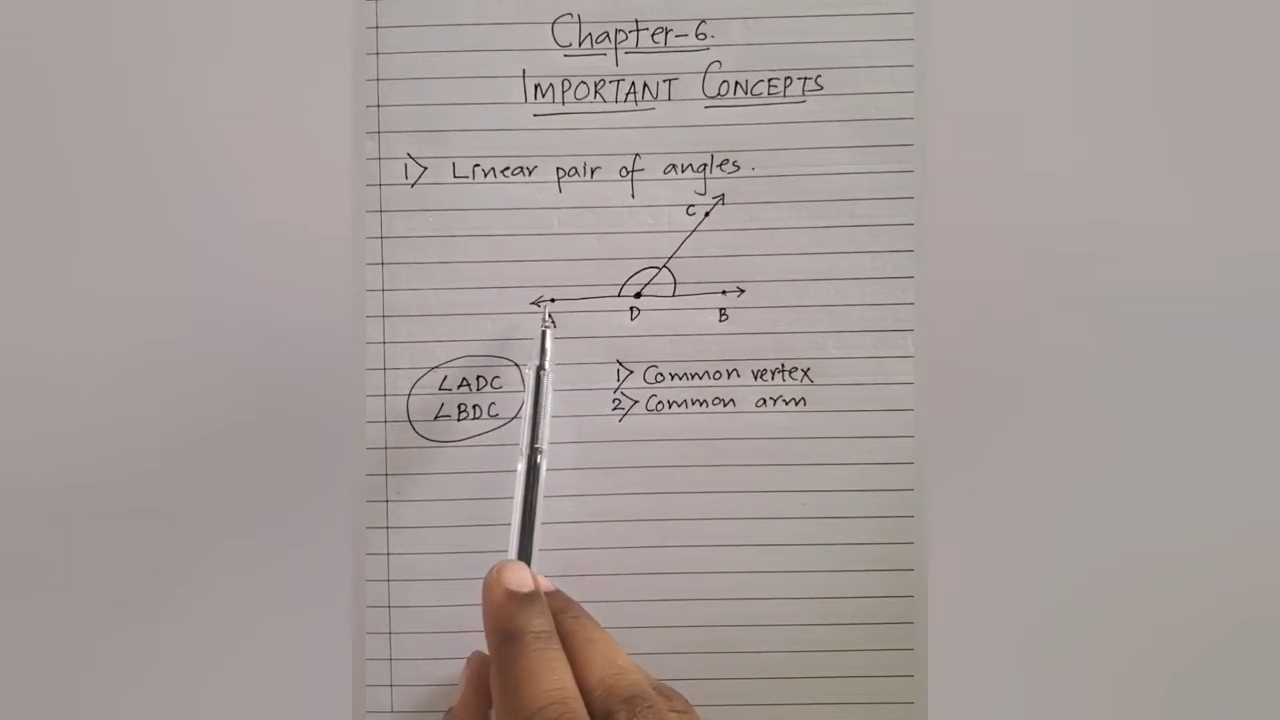 Chapter-6.
IMPORTANT CONCEPTS
1) Linear pair of angles.
C
A D B
∠ADC
∠BDC
1) Common vertex
2) Common arm